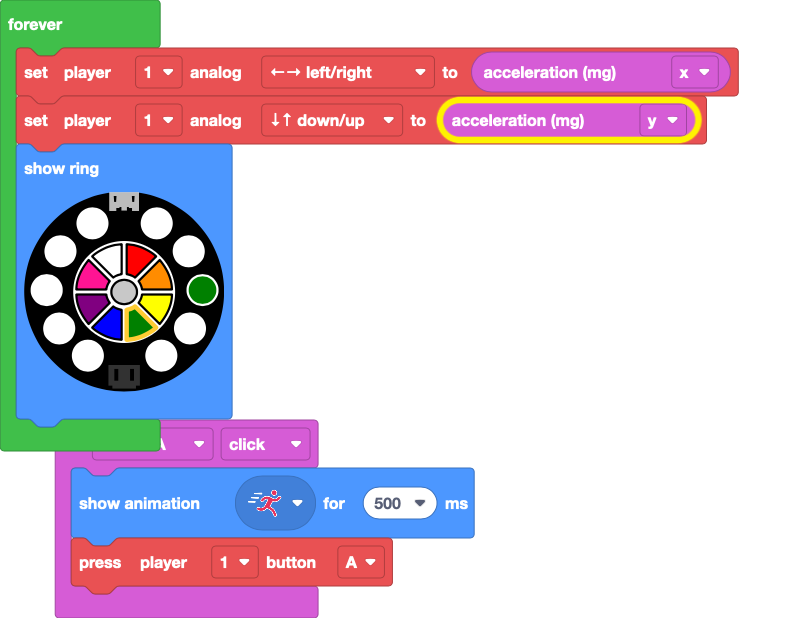 forever
set player 1 analog ←→ left/right to acceleration (mg) x
set player 1 analog ↓↑ down/up to acceleration (mg) y
show ring
click
show animation for 500 ms
press player 1 button A